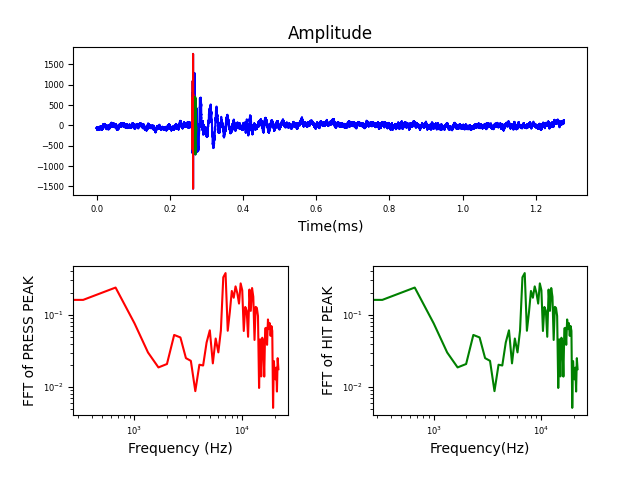 Amplitude
1500
1000
500
0
−500
−1000
−1500
0.0 0.2 0.4 0.6 0.8 1.0 1.2
Time(ms)
FFT of PRESS PEAK
10⁻¹
10⁻²
10³ 10⁴
Frequency (Hz)
FFT of HIT PEAK
10⁻¹
10⁻²
10³ 10⁴
Frequency(Hz)